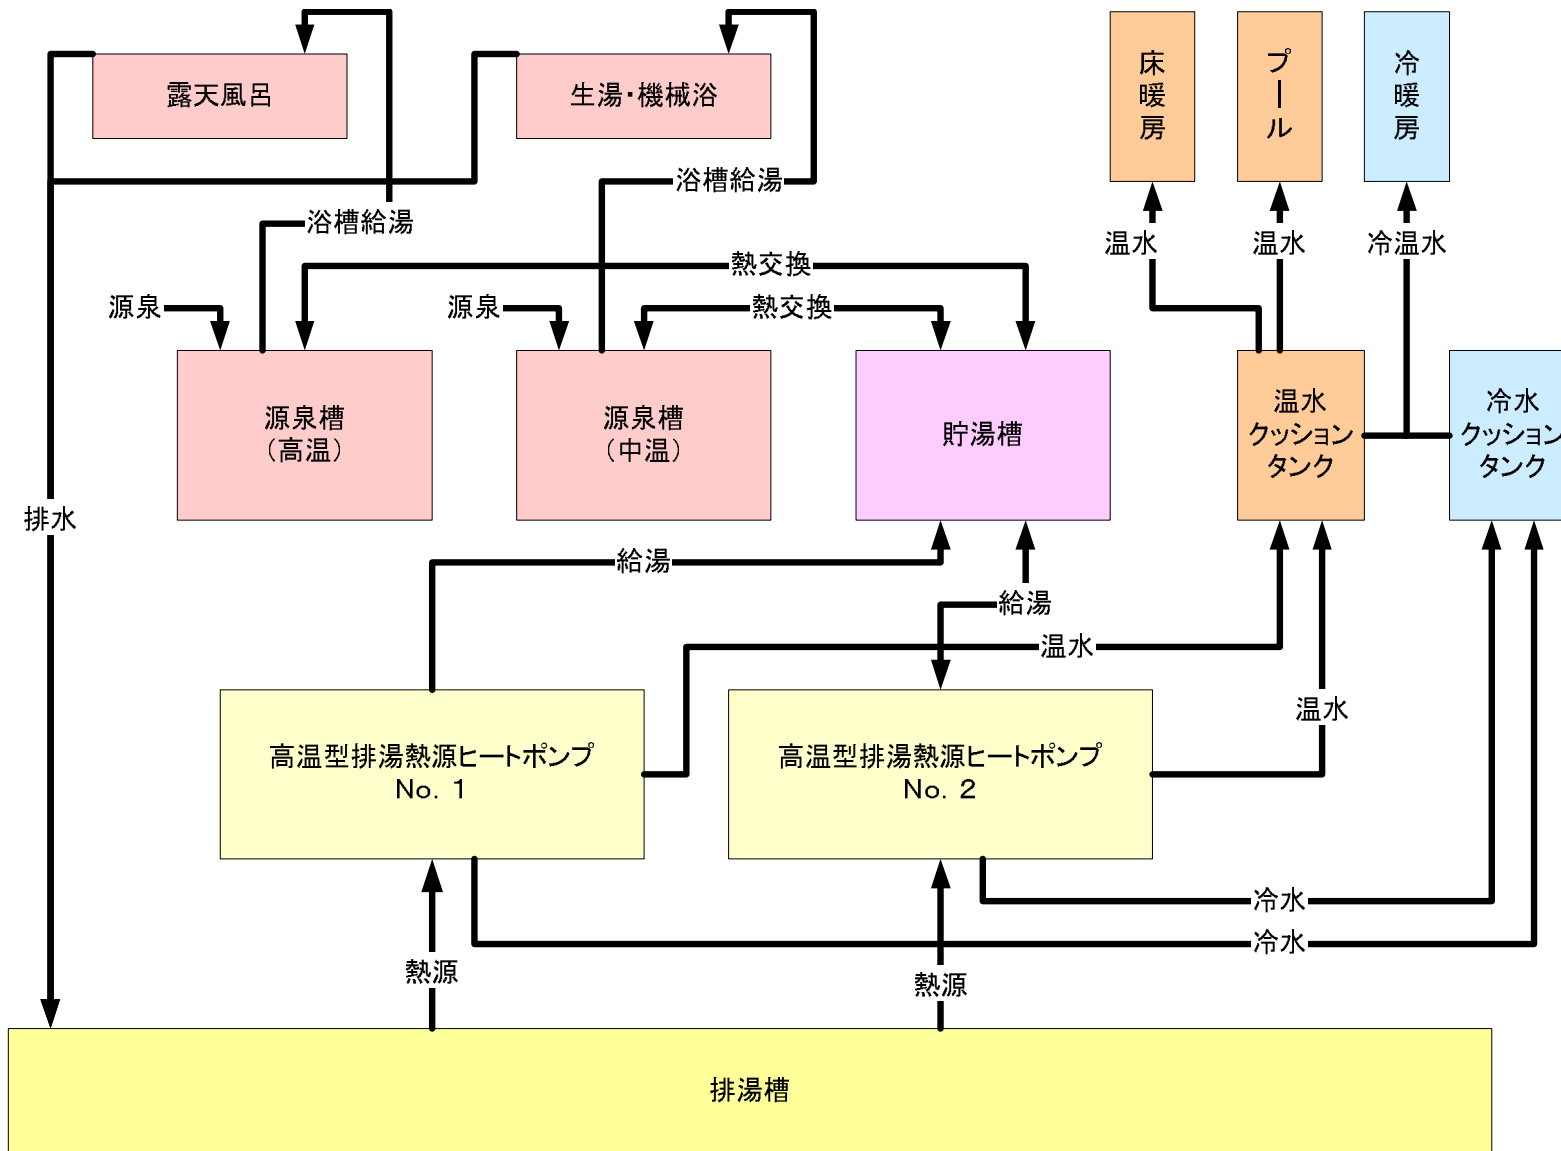 露天風呂
生湯・機械浴
床暖房
プール
冷暖房
浴槽給湯
浴槽給湯
温水
温水
冷温水
熱交換
源泉
源泉
熱交換
源泉槽
（高温）
源泉槽
（中温）
貯湯槽
温水
クッション
タンク
冷水
クッション
タンク
排水
給湯
給湯
温水
温水
高温型排湯熱源ヒートポンプ
No. 1
高温型排湯熱源ヒートポンプ
No. 2
冷水
冷水
熱源
熱源
排湯槽